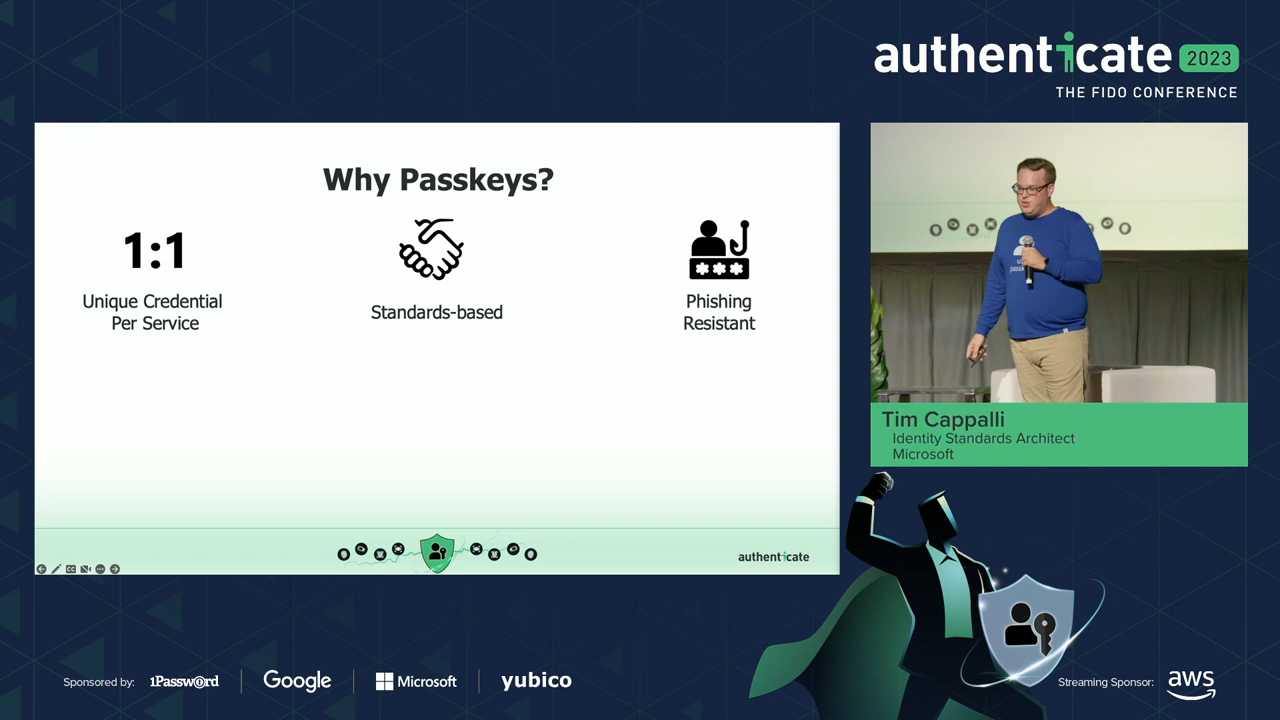 authenticate 2023
THE FIDO CONFERENCE
Why Passkeys?
1:1
Unique Credential
Per Service
Standards-based
Phishing
Resistant
authenticate
Tim Cappalli
Identity Standards Architect
Microsoft
Sponsored by:
1Password
Google
Microsoft
yubico
Streaming Sponsor:
aws